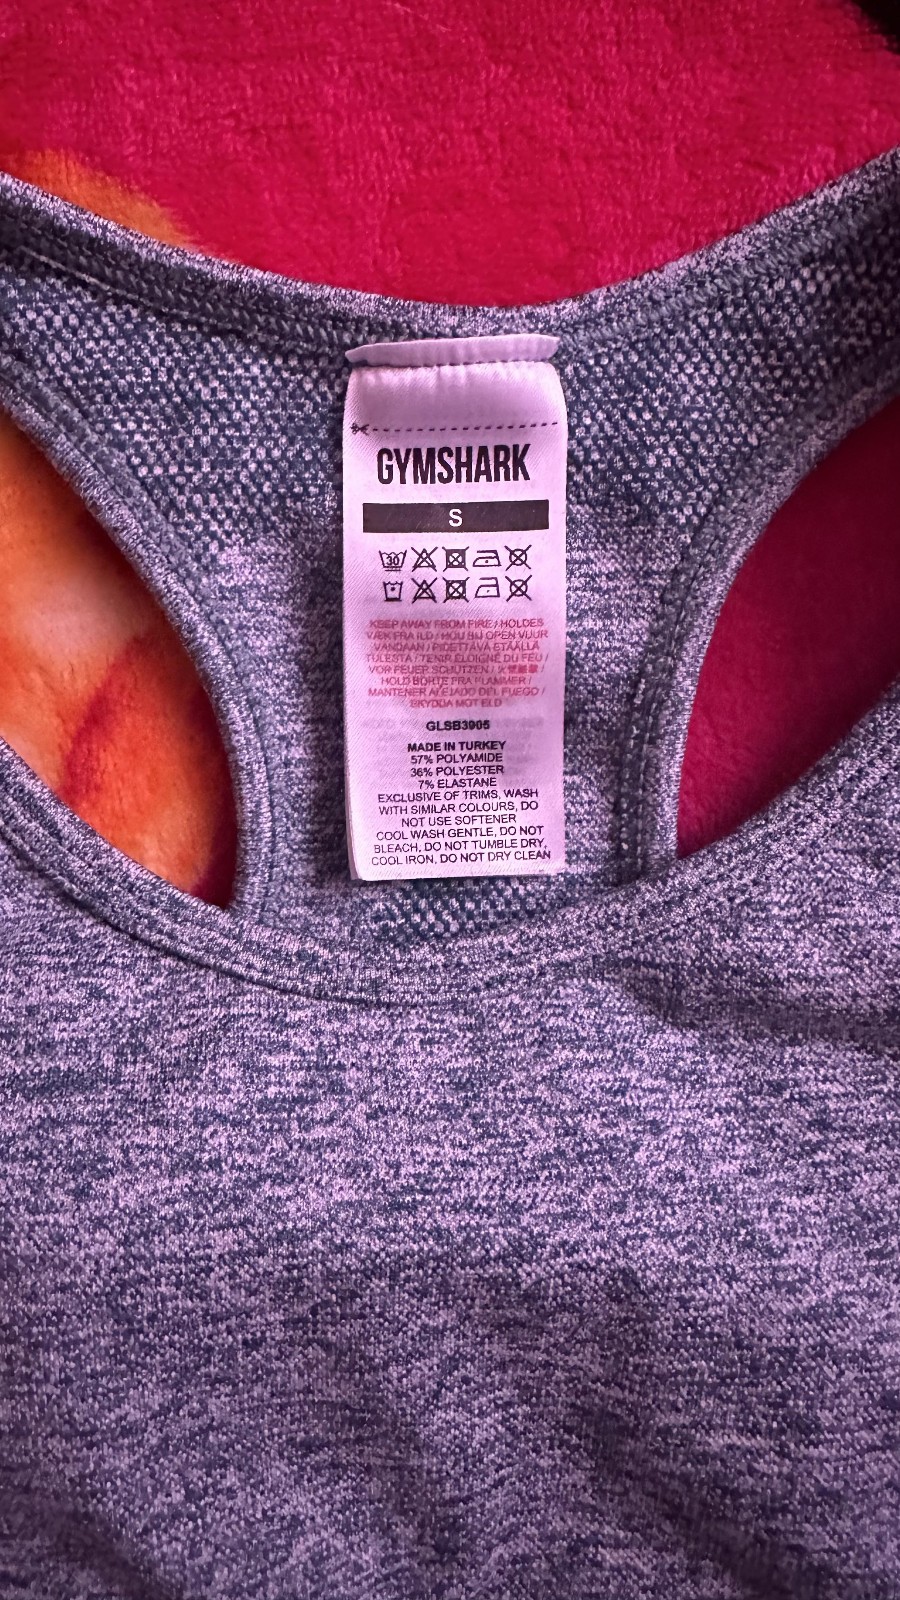 GYMSHARK
S
30
KEEP AWAY FROM FIRE / HOLDES
VÆK FRA ILD / HOU BIJ OPEN VUUR
VANDAAN / PIDETTÄVÄ ETÄÄLLÄ
TULESTA / TENIR ÉLOIGNÉ DU FEU /
VOR FEUER SCHÜTZEN /
HOLD BORTE FRA FLAMMER /
MANTENER ALEJADO DEL FUEGO /
SKYDDA MOT ELD
GLSB3905
MADE IN TURKEY
57% POLYAMIDE
36% POLYESTER
7% ELASTANE
EXCLUSIVE OF TRIMS, WASH
WITH SIMILAR COLOURS, DO
NOT USE SOFTENER
COOL WASH GENTLE, DO NOT
BLEACH, DO NOT TUMBLE DRY,
COOL IRON, DO NOT DRY CLEAN